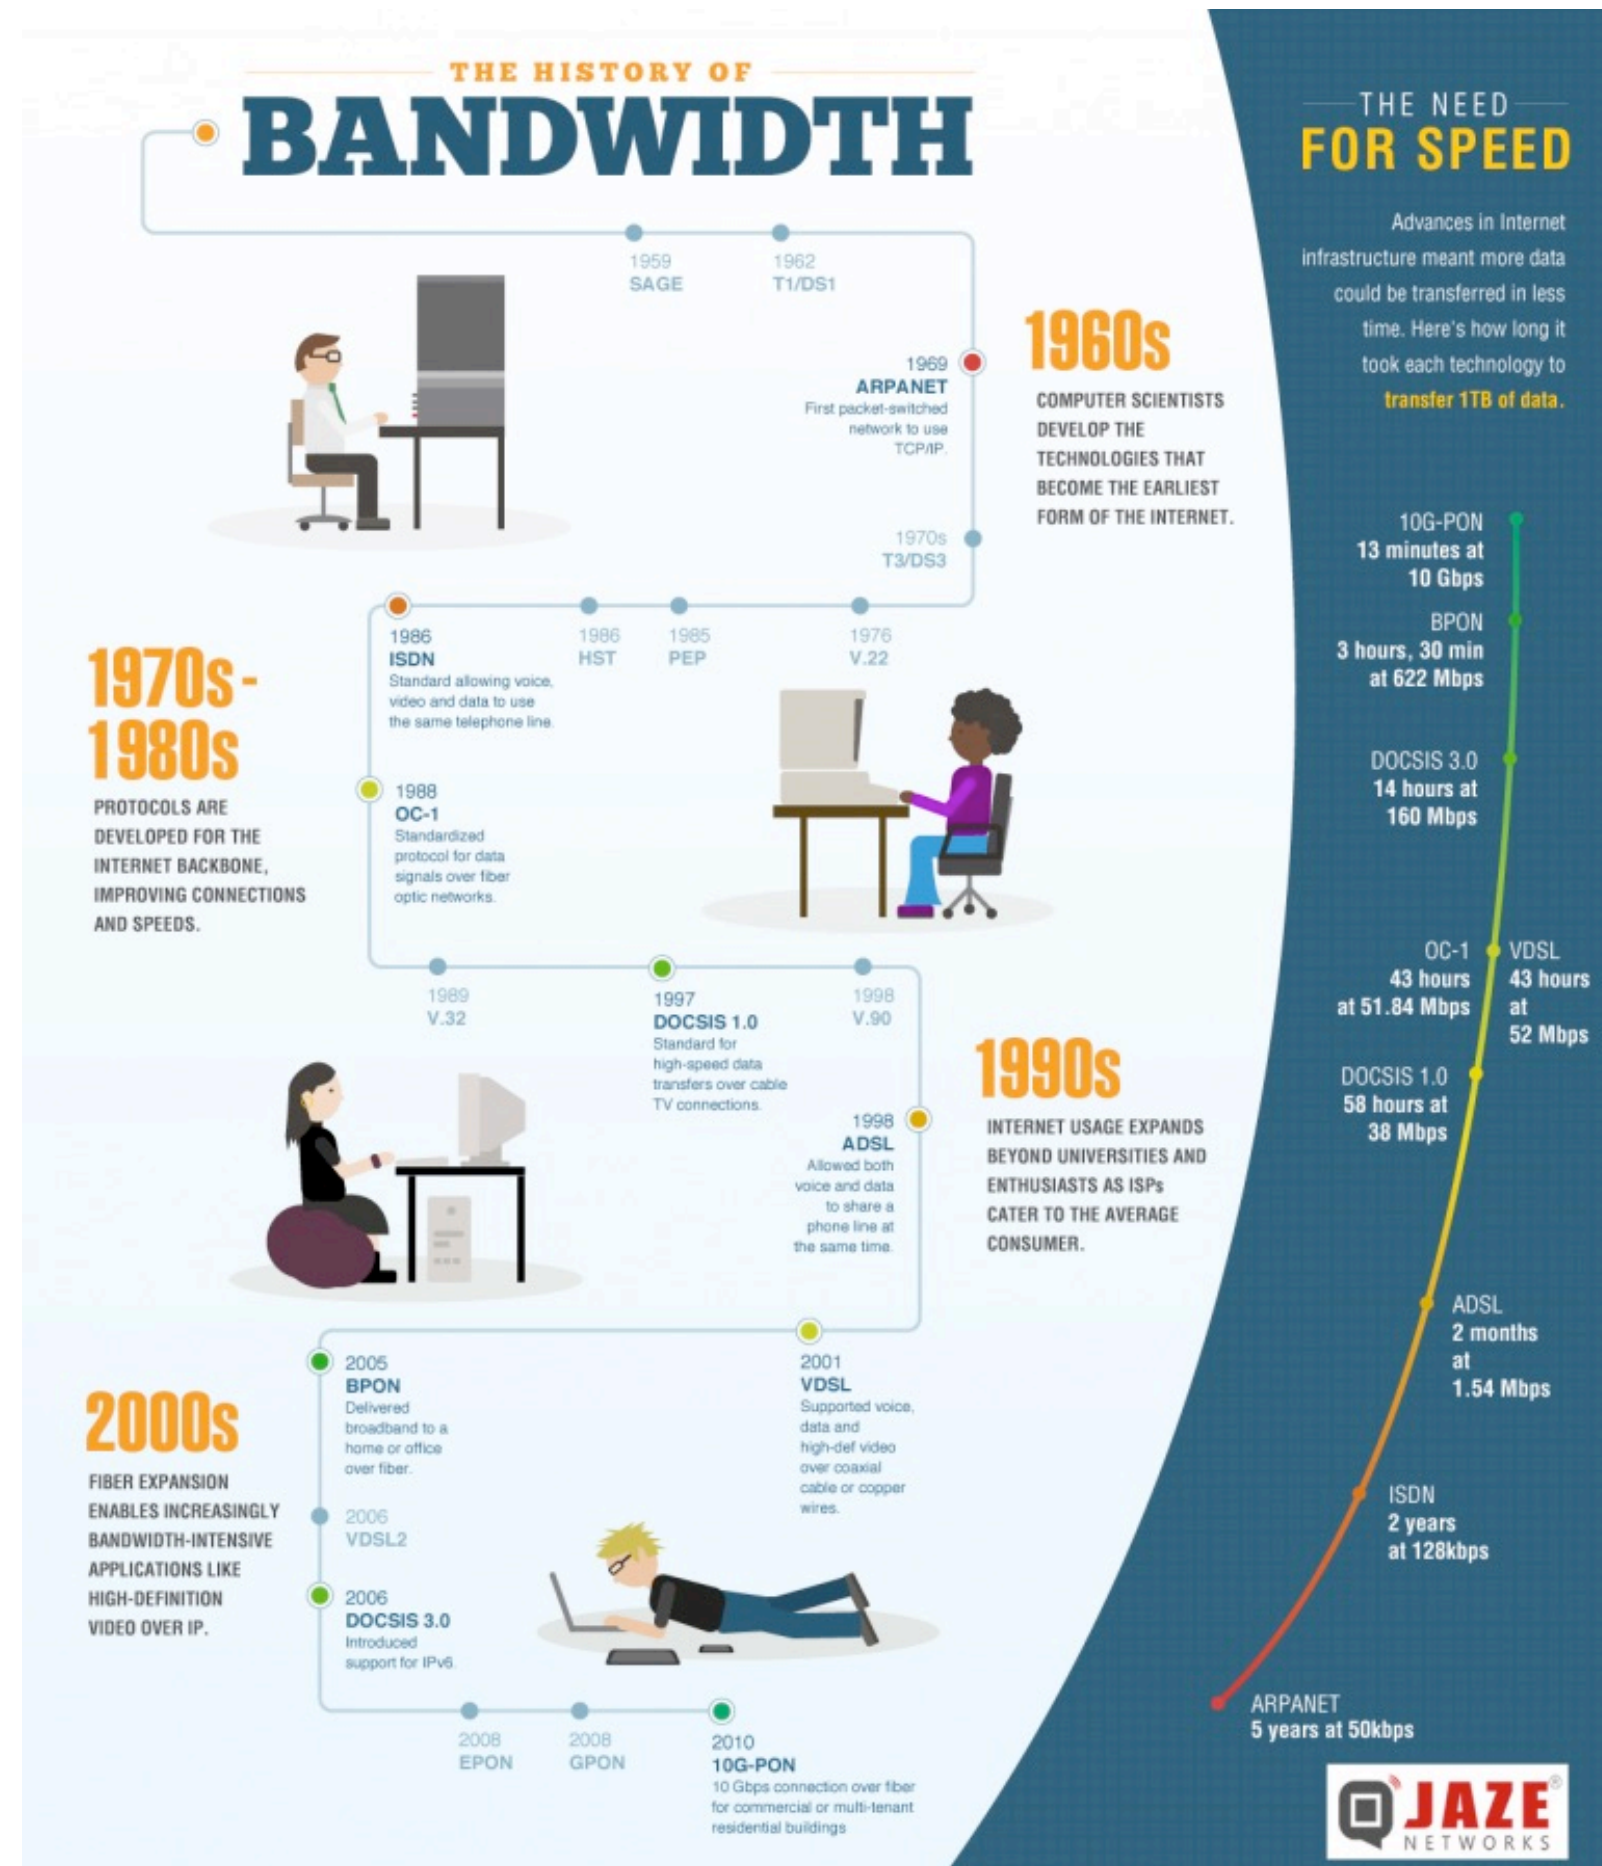 THE HISTORY OF
BANDWIDTH
1959
SAGE
1962
T1/DS1
1969
ARPANET
First packet-switched
network to use
TCP/IP.
1960s
COMPUTER SCIENTISTS
DEVELOP THE
TECHNOLOGIES THAT
BECOME THE EARLIEST
FORM OF THE INTERNET.
1970s
T3/DS3
1986
ISDN
Standard allowing voice,
video and data to use
the same telephone line.
1986
HST
1985
PEP
1976
V.22
1970s -
1980s
PROTOCOLS ARE
DEVELOPED FOR THE
INTERNET BACKBONE,
IMPROVING CONNECTIONS
AND SPEEDS.
1988
OC-1
Standardized
protocol for data
signals over fiber
optic networks.
1989
V.32
1997
DOCSIS 1.0
Standard for
high-speed data
transfers over cable
TV connections.
1998
V.90
1998
ADSL
Allowed both
voice and data
to share a
phone line at
the same time.
1990s
INTERNET USAGE EXPANDS
BEYOND UNIVERSITIES AND
ENTHUSIASTS AS ISPs
CATER TO THE AVERAGE
CONSUMER.
2005
BPON
Delivered
broadband to a
home or office
over fiber.
2001
VDSL
Supported voice,
data and
high-def video
over coaxial
cable or copper
wires.
2000s
FIBER EXPANSION
ENABLES INCREASINGLY
BANDWIDTH-INTENSIVE
APPLICATIONS LIKE
HIGH-DEFINITION
VIDEO OVER IP.
2006
VDSL2
2006
DOCSIS 3.0
Introduced
support for IPv6.
2008
EPON
2008
GPON
2010
10G-PON
10 Gbps connection over fiber
for commercial or multi-tenant
residential buildings
THE NEED
FOR SPEED
Advances in Internet
infrastructure meant more data
could be transferred in less
time. Here's how long it
took each technology to
transfer 1TB of data.
10G-PON
13 minutes at
10 Gbps
BPON
3 hours, 30 min
at 622 Mbps
DOCSIS 3.0
14 hours at
160 Mbps
OC-1
43 hours
at 51.84 Mbps
VDSL
43 hours
at
52 Mbps
DOCSIS 1.0
58 hours at
38 Mbps
ADSL
2 months
at
1.54 Mbps
ISDN
2 years
at 128kbps
ARPANET
5 years at 50kbps
JAZE®
NETWORKS